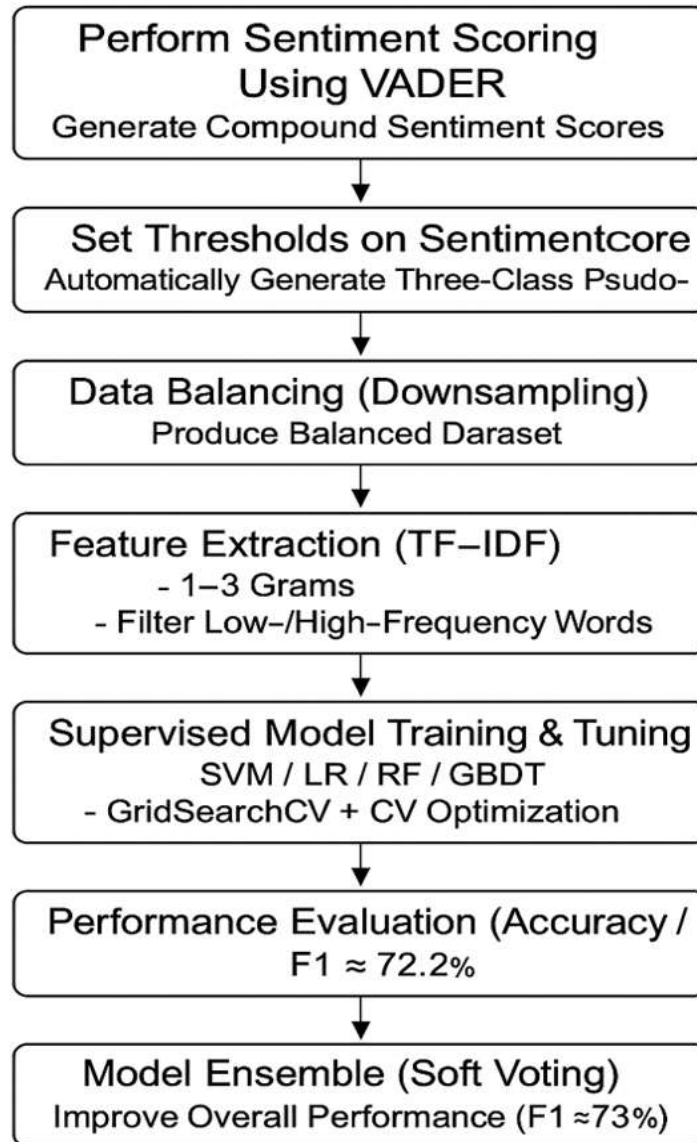 Perform Sentiment Scoring
Using VADER
Generate Compound Sentiment Scores
Set Thresholds on Sentimentcore
Automatically Generate Three-Class Psudo-
Data Balancing (Downsampling)
Produce Balanced Daraset
Feature Extraction (TF–IDF)
- 1–3 Grams
- Filter Low–/High–Frequency Words
Supervised Model Training & Tuning
SVM / LR / RF / GBDT
- GridSearchCV + CV Optimization
Performance Evaluation (Accuracy /
F1 ≈ 72.2%
Model Ensemble (Soft Voting)
Improve Overall Performance (F1 ≈73%)